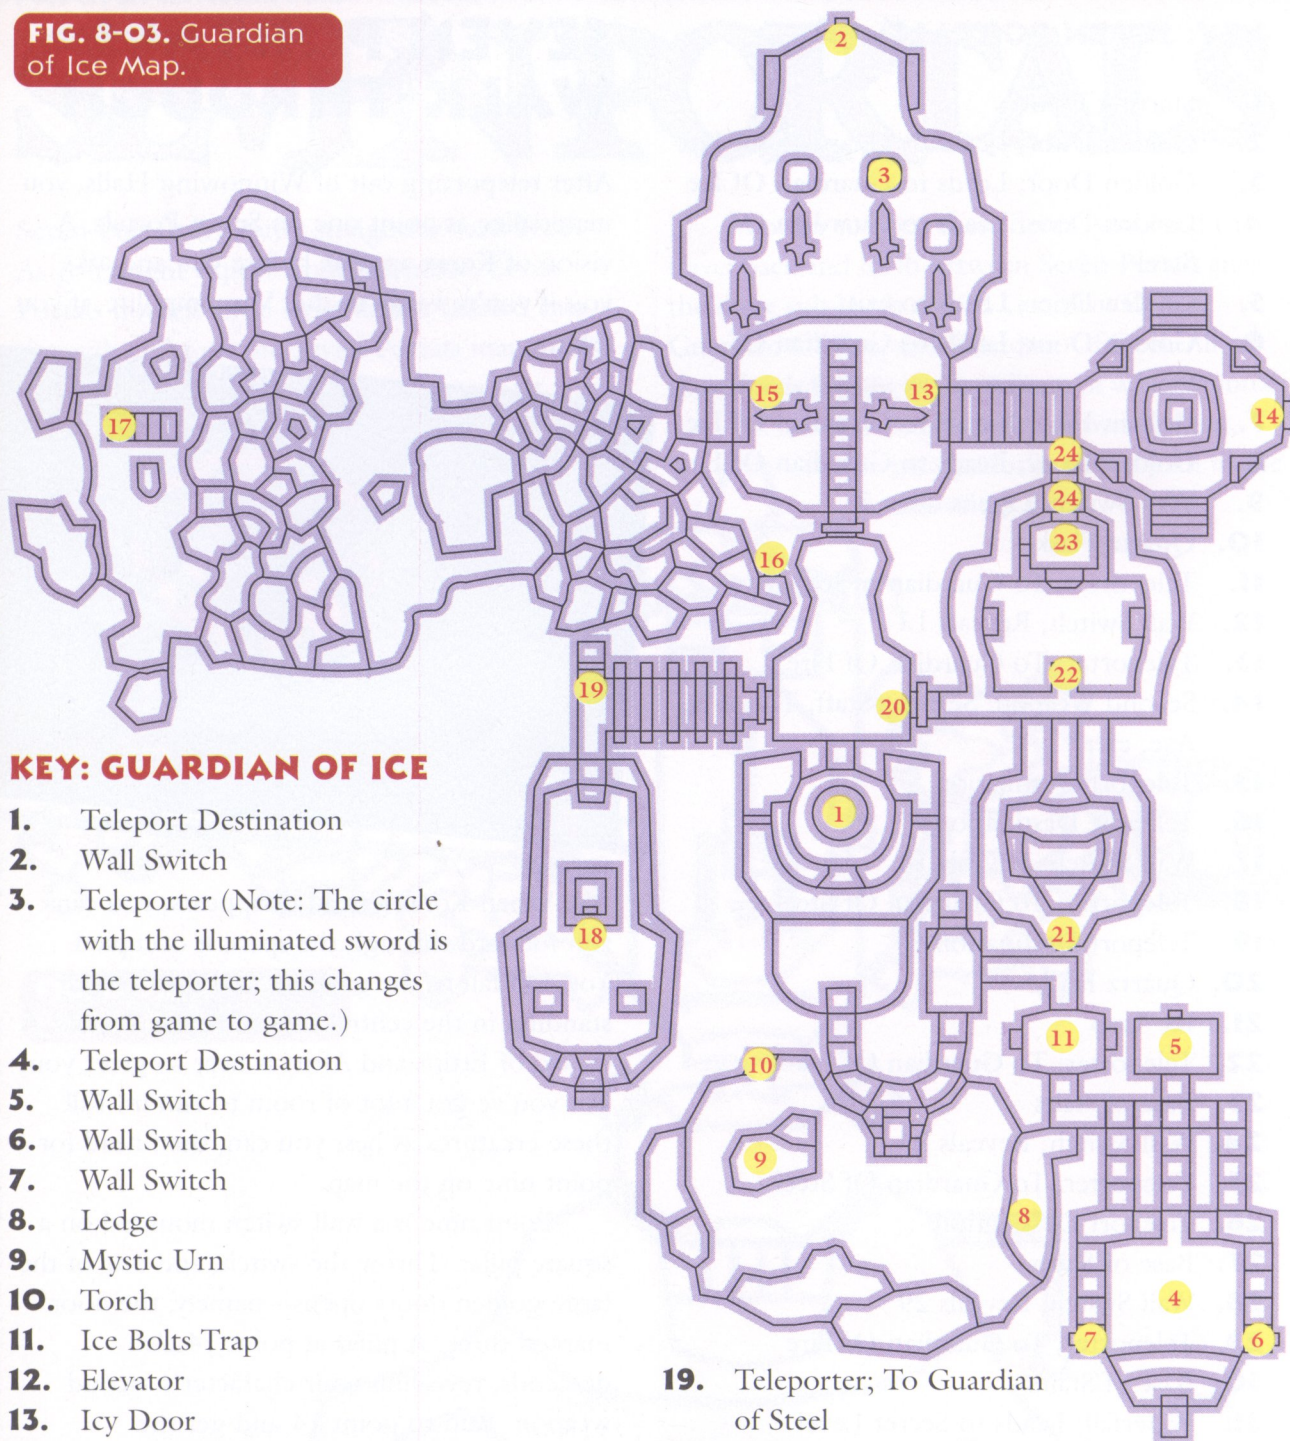 FIG. 8-03. Guardian
of Ice Map.
2
3
15
13
14
17
24
24
23
16
22
19
20
1
18
21
11
5
10
9
8
4
7
6
KEY: GUARDIAN OF ICE
1. Teleport Destination
2. Wall Switch
3. Teleporter (Note: The circle
with the illuminated sword is
the teleporter; this changes
from game to game.)
4. Teleport Destination
5. Wall Switch
6. Wall Switch
7. Wall Switch
8. Ledge
9. Mystic Urn
10. Torch
11. Ice Bolts Trap
12. Elevator
13. Icy Door
19. Teleporter; To Guardian
of Steel